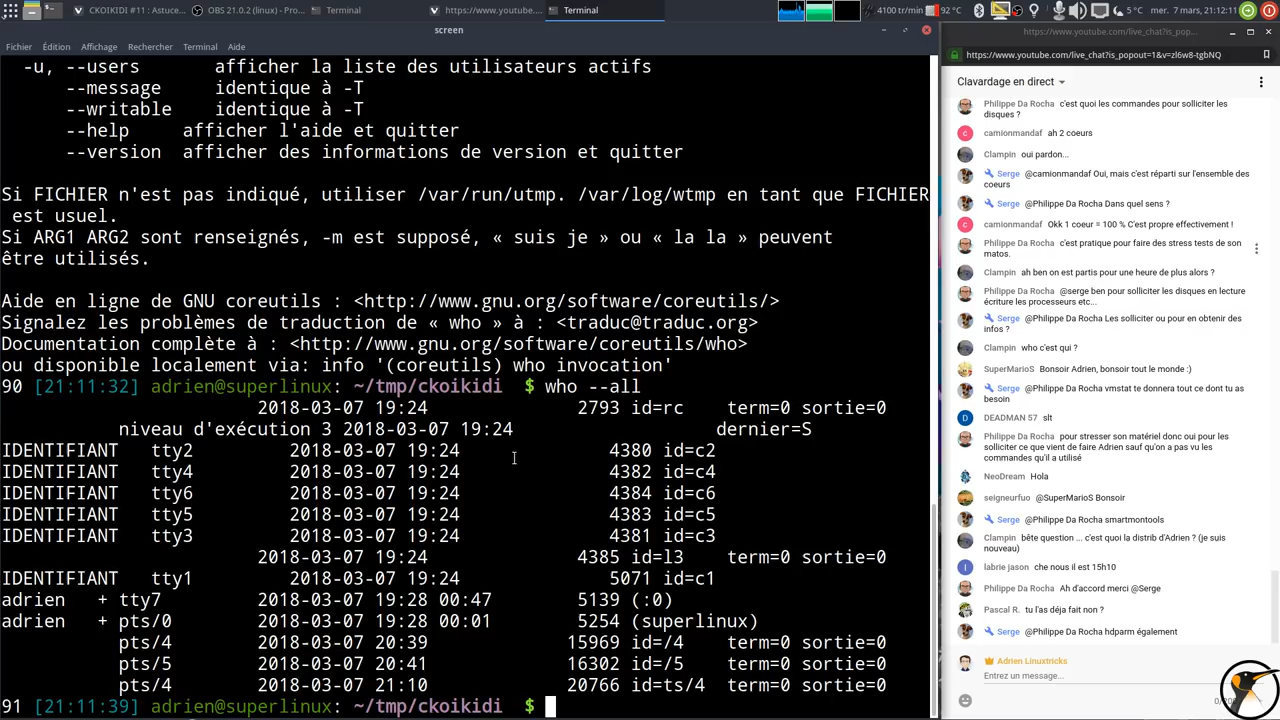 CKOKIDI #11 : Astuce...
OBS 21.0.2 (linux) - Pro...
Terminal
https://www.youtube...
Terminal
4100 tr/min
92 °C
5 °C
mer. 7 mars, 21:12:11
screen
Fichier Édition Affichage Rechercher Terminal Aide
-u, --users afficher la listedes utilisateurs actifs
--message identique à -T
--writable identique à -T
--help afficher l'aide et quitter
--version afficher des informations de version et quitter
Si FICHIER n'est pas indiqué, utiliser /var/run/utmp. /var/log/wtmp en tant que FICHIER
est usuel.
Si ARG1 ARG2 sont renseignés, -m est supposé, « suis je » ou « la la » peuvent
être utilisés.
Aide en ligne de GNU coreutils : <http://www.gnu.org/software/coreutils/>
Signalez les problèmes de traduction de « who » à : <traduc@traduc.org>
Documentation complète à : <http://www.gnu.org/software/coreutils/who>
ou disponible localement via: info '(coreutils) who invocation'
90 [21:11:32] adrien@superlinux: ~/tmp/cdkikidi $ who --all
2018-03-07 19:24 2793 id=rc term=0 sortie=0
niveau d'exécution 3 2018-03-07 19:24 dernier=S
IDENTIFIANT tty2 2018-03-07 19:24 4380 id=c2
IDENTIFIANT tty4 2018-03-07 19:24 4382 id=c4
IDENTIFIANT tty6 2018-03-07 19:24 4384 id=c6
IDENTIFIANT tty5 2018-03-07 19:24 4383 id=c5
IDENTIFIANT tty3 2018-03-07 19:24 4381 id=c3
2018-03-07 19:24 4385 id=l3 term=0 sortie=0
IDENTIFIANT tty1 2018-03-07 19:24 5071 id=c1
adrien + tty7 2018-03-07 19:28 01:47 5139 (:0)
adrien + pts/0 2018-03-07 19:28 00:01 5254 (superlinux)
pts/4 2018-03-07 20:39 15969 id=/4 term=0 sortie=0
pts/5 2018-03-07 20:41 16302 id=/5 term=0 sortie=0
pts/4 2018-03-07 21:10 20768 id=ts/4 term=0 sortie=0
91 [21:11:39] adrien@superlinux: ~/tmp/cdkikidi $
https://www.youtube.com/live_chat?is_pop...
https://www.youtube.com/live_chat?is_popout=1&v=zl6w8-tgbNQ
Clavardage en direct
Philippe Da Rocha c'est quoi les commandes pour solliciter les
disques ?
camionmandaf ah 2 coeurs
Clampin oui pardon...
Serge @camionmandaf Oui, mais c'est réparti sur l'ensemble des
coeurs
Serge @Philippe Da Rocha Dans quel sens ?
camionmandaf Okk 1 coeur = 100 % C'est propre effectivement !
Philippe Da Rocha c'est pratique pour faire des stress tests de son
matos.
Clampin ah ben on est partis pour une heure de plus alors ?
Philippe Da Rocha @serge ben pour solliciter les disques en lecture
écriture les processeurs etc...
Serge @Philippe Da Rocha Les solliciter ou pour en obtenir des
infos ?
Clampin who c'est qui ?
SuperMarioS Bonsoir Adrien, bonsoir tout le monde :)
Serge @Philippe Da Rocha vmstat te donnera tout ce dont tu as
besoin
DEADMAN 57 slt
Philippe Da Rocha pour stresser son matériel donc oui pour les
solliciter ce que vient de faire Adrien sauf qu'on a pas vu les
commandes qu'il a utilisé
NeoDream Hola
seigneurfuo @SuperMarioS Bonsoir
Serge @Philippe Da Rocha smartmontools
Clampin bête question ... c'est quoi la distrib d'Adrien ? (je suis
nouveau)
labrie jason che nous il est 15h10
Philippe Da Rocha Ah d'accord merci @Serge
Pascal R. tu l'as déja fait non ?
Serge @Philippe Da Rocha hdparm également
Adrien Linuxtricks
Entrez un message...